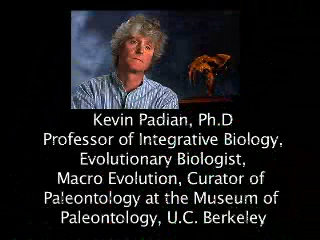 Kevin Padian, Ph.D
Professor of Integrative Biology,
Evolutionary Biologist,
Macro Evolution, Curator of
Paleontology at the Museum of
Paleontology, U.C. Berkeley